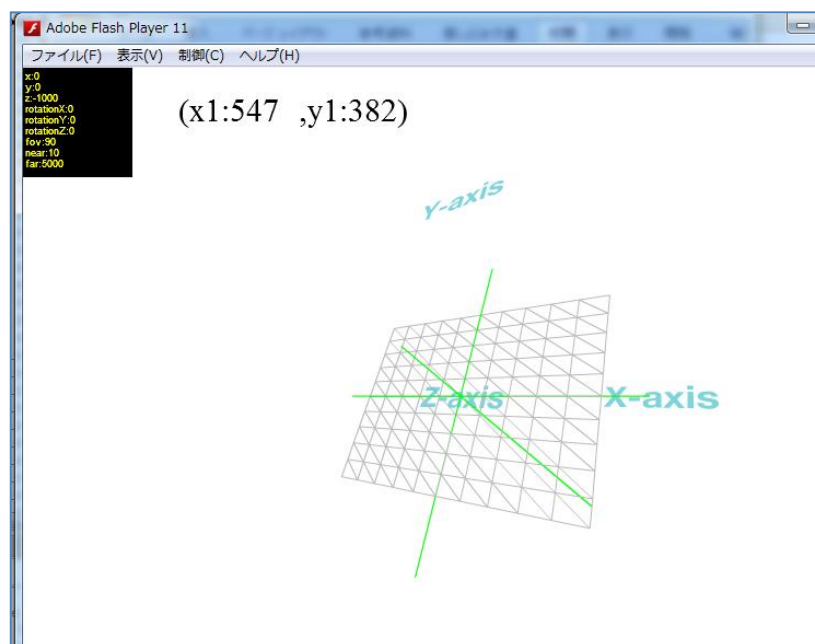 Adobe Flash Player 11
ファイル(F) 表示(V) 制御(C) ヘルプ(H)
x:0
y:0
z:-1000
rotationX:0
rotationY:0
rotationZ:0
fov:90
near:10
far:5000
(x1:547 ,y1:382)
Y-axis
Z-axis X-axis